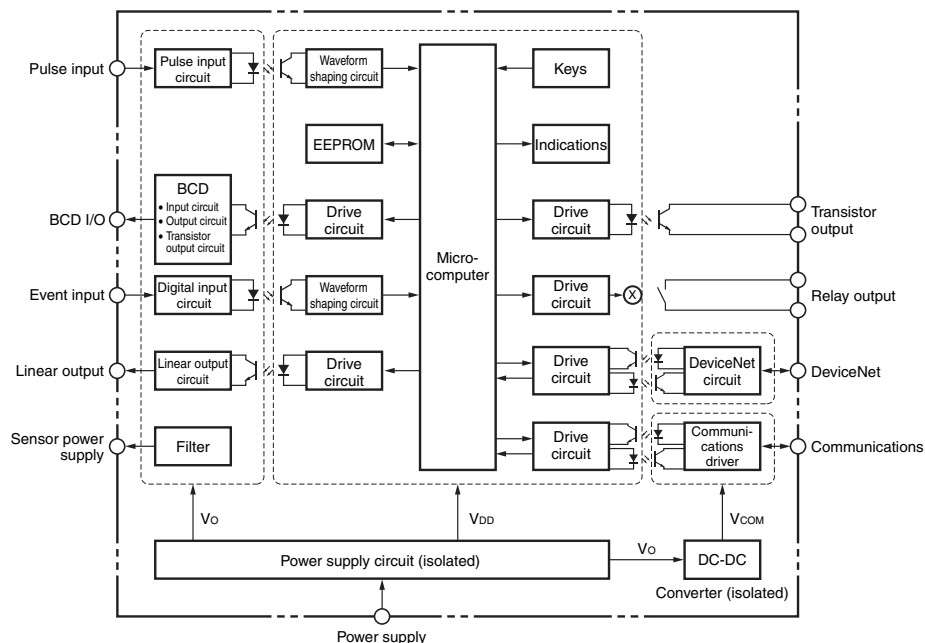 Pulse input
Pulse input
circuit
Waveform
shaping circuit
Keys
EEPROM
Indications
BCD I/O
BCD
• Input circuit
• Output circuit
• Transistor
output circuit
Drive
circuit
Micro-
computer
Drive
circuit
Transistor
output
Event input
Digital input
circuit
Waveform
shaping circuit
Drive
circuit
X
Relay output
Linear output
Linear output
circuit
Drive
circuit
Drive
circuit
DeviceNet
circuit
DeviceNet
Sensor power
supply
Filter
Drive
circuit
Communi-
cations
driver
Communications
VO
VDD
VCOM
Power supply circuit (isolated)
VO
DC-DC
Converter (isolated)
Power supply